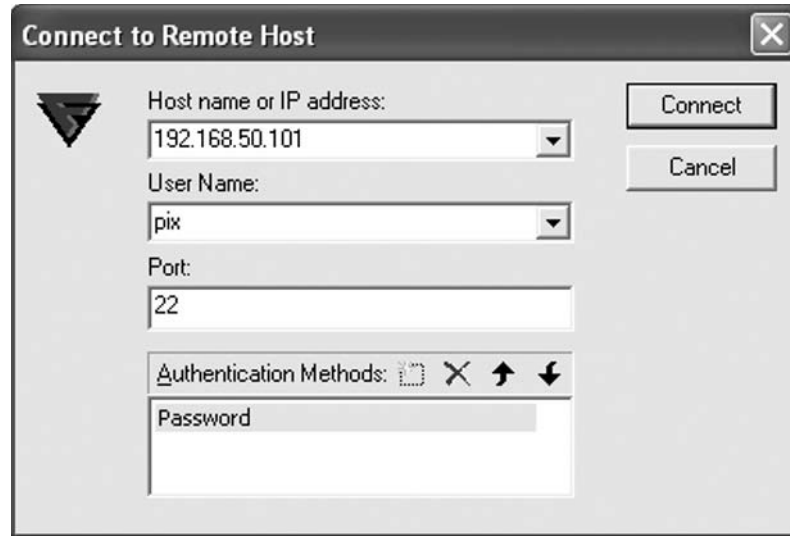 Connect to Remote Host
Host name or IP address:
192.168.50.101
User Name:
pix
Port:
22
Authentication Methods:
Password
Connect
Cancel